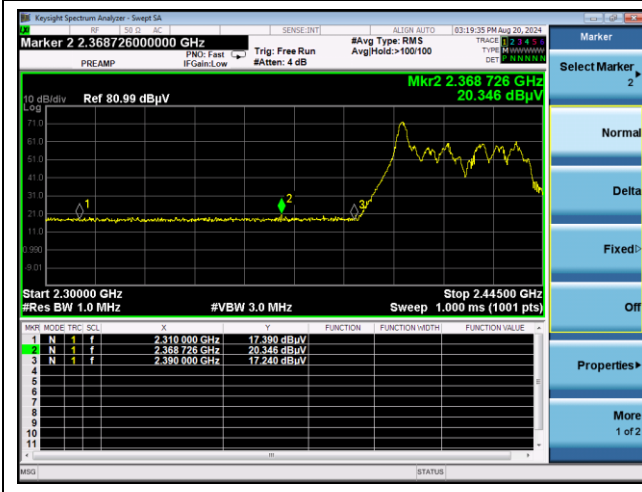 Keysight Spectrum Analyzer - Swept SA
RF 50 Ω AC SENSE:INT ALIGN AUTO 03:19:35 PM Aug 20, 2024
Marker 2 2.368726000000 GHz
PREAMP
PNO: Fast
IFGain:Low
Trig: Free Run
#Atten: 4 dB
#Avg Type: RMS
Avg|Hold:>100/100
TRACE 1 2 3 4 5 6
TYPE M W W W W W
DET P N N N N N
Mkr2 2.368 726 GHz
20.346 dBµV
10 dB/div Ref 80.99 dBµV
Log
71.0
61.0
51.0
41.0
31.0
21.0
11.0
0.990
-9.01
1
2
3
Start 2.30000 GHz
Stop 2.44500 GHz
#Res BW 1.0 MHz #VBW 3.0 MHz Sweep 1.000 ms (1001 pts)
MKR MODE TRC SCL X Y FUNCTION FUNCTION WIDTH FUNCTION VALUE
1 N 1 f 2.310 000 GHz 17.390 dBµV
2 N 1 f 2.368 726 GHz 20.346 dBµV
3 N 1 f 2.390 000 GHz 17.240 dBµV
4
5
6
7
8
9
10
11
MSG STATUS
Marker
Select Marker
2
Normal
Delta
Fixed
Off
Properties
More
1 of 2